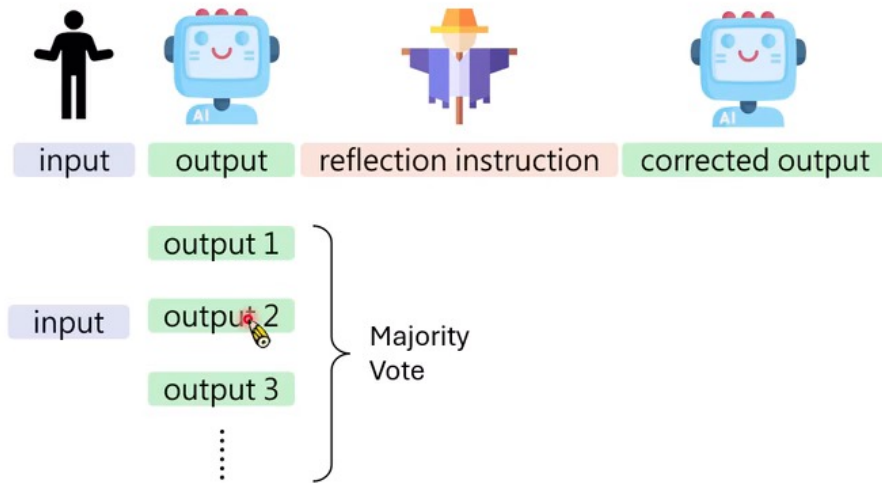 AI
AI
input
output
reflection instruction
corrected output
output 1
input
output 2
output 3
Majority
Vote